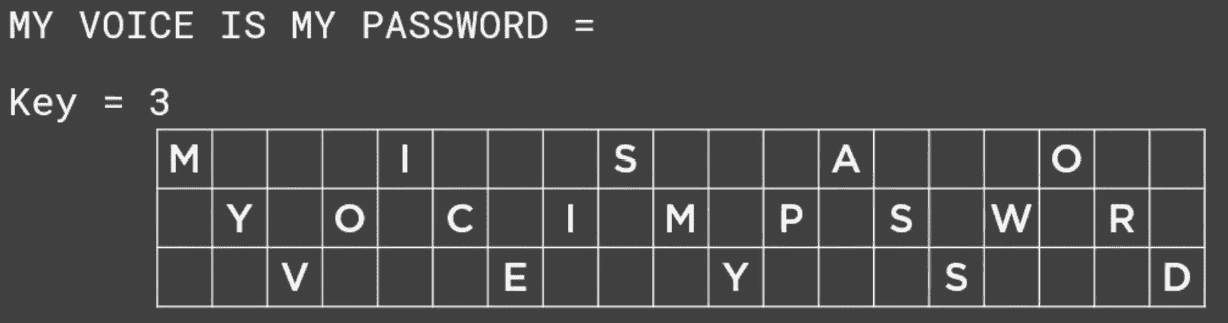 MY VOICE IS MY PASSWORD =
Key = 3
M I S A O
Y O C I M P S W R
V E Y S D